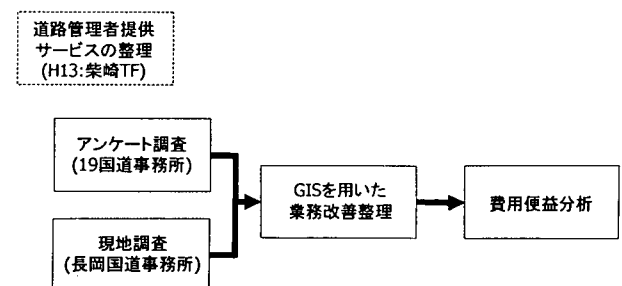 道路管理者提供
サービスの整理
(H13:柴崎TF)
アンケート調査
(19国道事務所)
現地調査
(長岡国道事務所)
GISを用いた
業務改善整理
費用便益分析